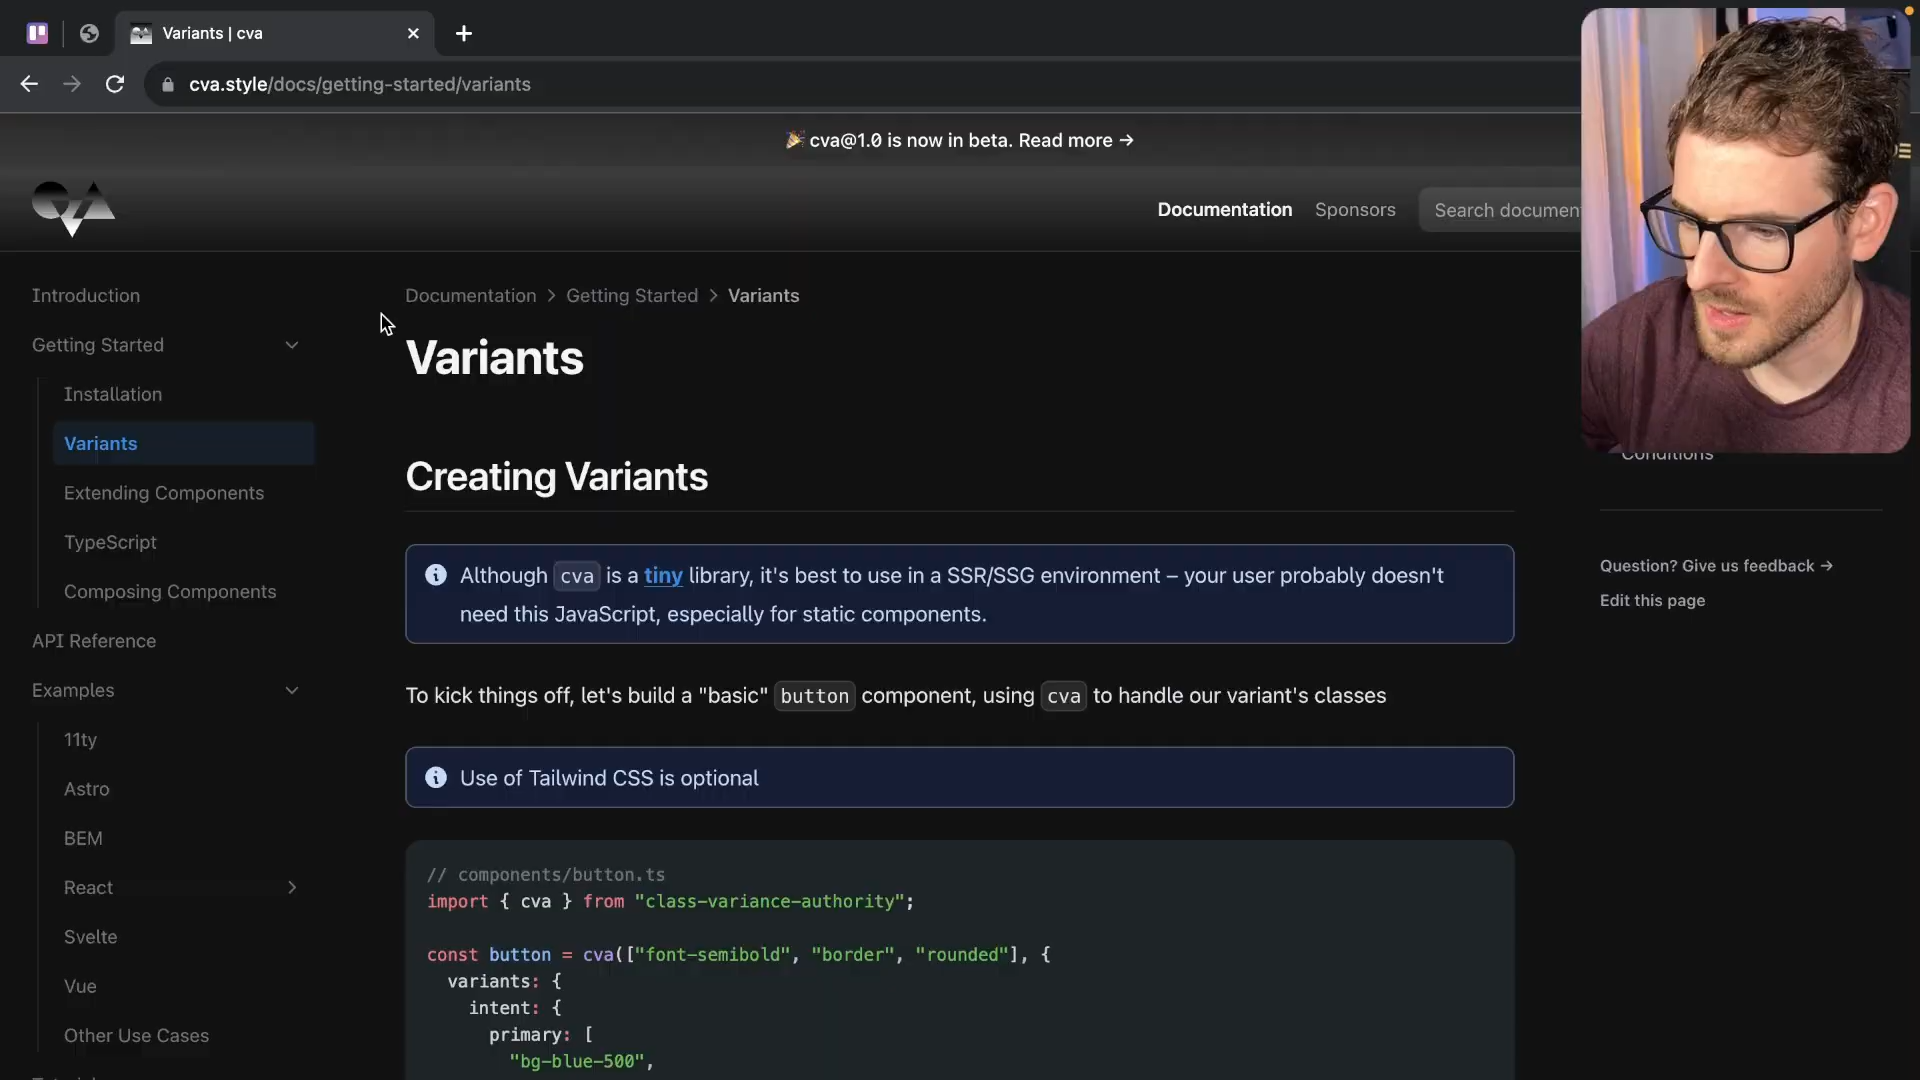 Variants | cva
cva.style/docs/getting-started/variants
🎉 cva@1.0 is now in beta. Read more →
Documentation
Sponsors
Search documen
Introduction
Getting Started
Installation
Variants
Extending Components
TypeScript
Composing Components
API Reference
Examples
11ty
Astro
BEM
React
Svelte
Vue
Other Use Cases
Documentation > Getting Started > Variants
Variants
Creating Variants
Although cva is a tiny library, it's best to use in a SSR/SSG environment – your user probably doesn't
need this JavaScript, especially for static components.
To kick things off, let's build a "basic" button component, using cva to handle our variant's classes
Use of Tailwind CSS is optional
// components/button.ts
import { cva } from "class-variance-authority";
const button = cva(["font-semibold", "border", "rounded"], {
variants: {
intent: {
primary: [
"bg-blue-500",
Conditions
Question? Give us feedback →
Edit this page